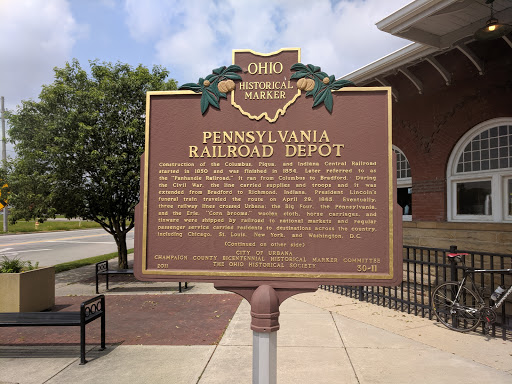 OHIO
HISTORICAL
MARKER
PENNSYLVANIA
RAILROAD DEPOT
Construction of the Columbus, Piqua, and Indiana Central Railroad
started in 1850 and was finished in 1854. Later referred to as
the "Panhandle Railroad," it ran from Columbus to Bradford. During
the Civil War, the line carried supplies and troops and it was
extended from Bradford to Richmond, Indiana. President Lincoln's
funeral train traveled the route on April 29, 1865. Eventually,
three railway lines crossed Urbana: the Big Four, the Pennsylvania,
and the Erie. "Corn brooms," woolen cloth, horse carriages, and
tinware were shipped by railroad to national markets and regular
passenger service carried residents to destinations across the country,
including Chicago, St. Louis, New York, and Washington, D.C.
(Continued on other side)
CITY OF URBANA
CHAMPAIGN COUNTY BICENTENNIAL HISTORICAL MARKER COMMITTEE
2011 THE OHIO HISTORICAL SOCIETY 30-11